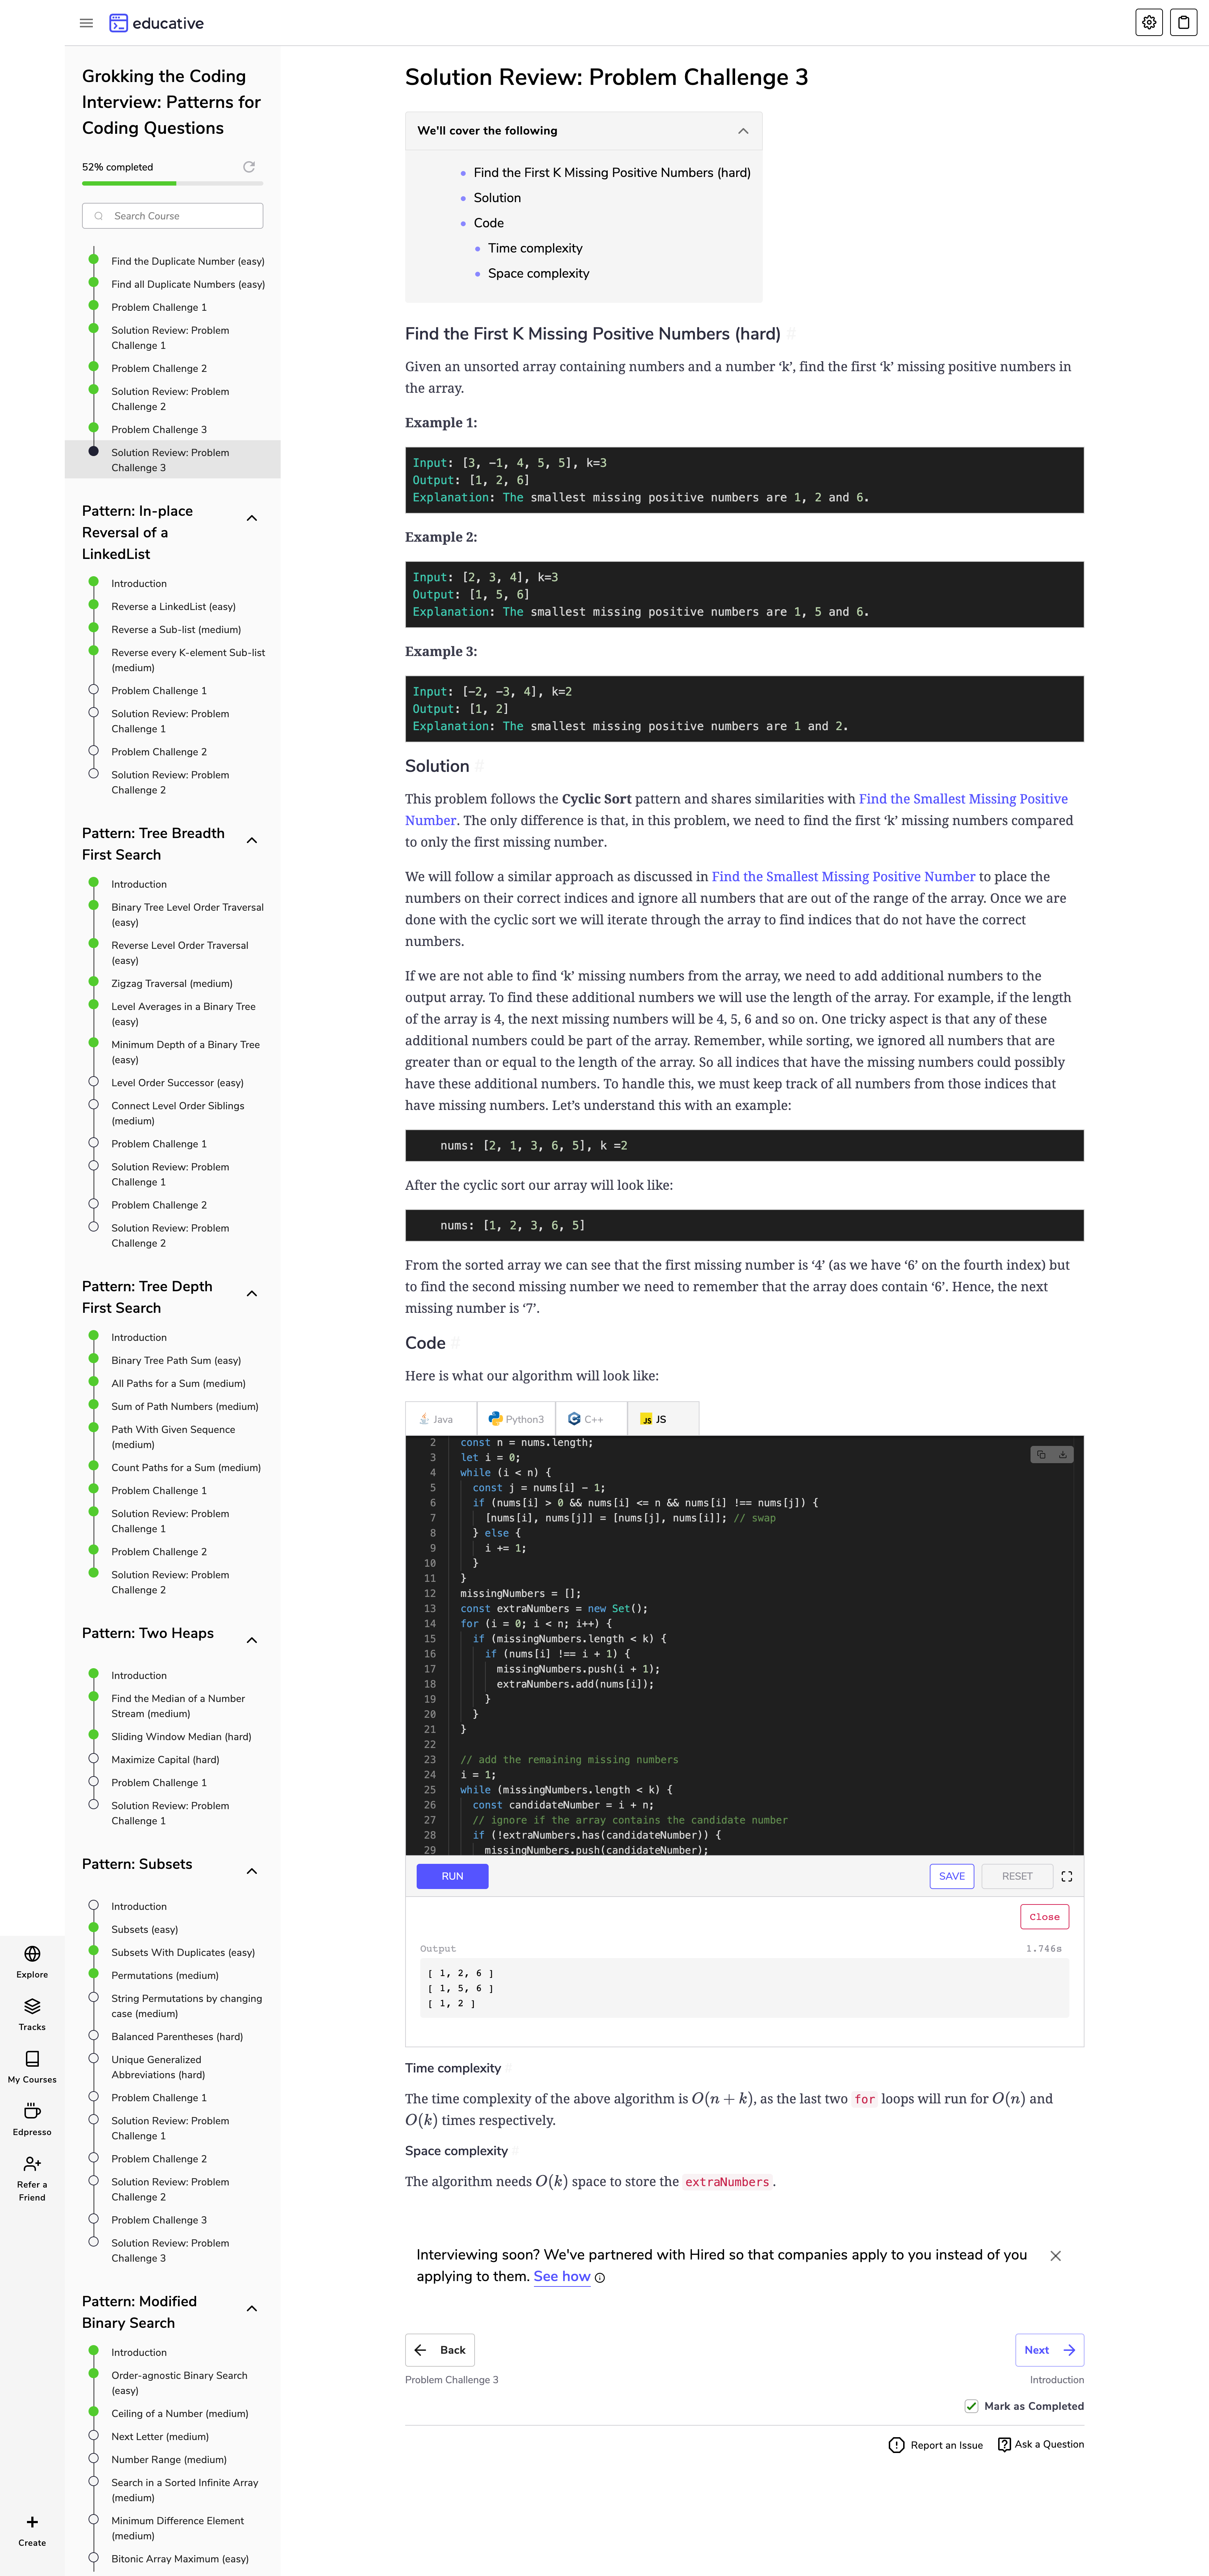 educative
Grokking the Coding
Interview: Patterns for
Coding Questions
52% completed
Search Course
Find the Duplicate Number (easy)
Find all Duplicate Numbers (easy)
Problem Challenge 1
Solution Review: Problem
Challenge 1
Problem Challenge 2
Solution Review: Problem
Challenge 2
Problem Challenge 3
Solution Review: Problem
Challenge 3
Pattern: In-place
Reversal of a
LinkedList
Introduction
Reverse a LinkedList (easy)
Reverse a Sub-list (medium)
Reverse every K-element Sub-list
(medium)
Problem Challenge 1
Solution Review: Problem
Challenge 1
Problem Challenge 2
Solution Review: Problem
Challenge 2
Pattern: Tree Breadth
First Search
Introduction
Binary Tree Level Order Traversal
(easy)
Reverse Level Order Traversal
(easy)
Zigzag Traversal (medium)
Level Averages in a Binary Tree
(easy)
Minimum Depth of a Binary Tree
(easy)
Level Order Successor (easy)
Connect Level Order Siblings
(medium)
Problem Challenge 1
Solution Review: Problem
Challenge 1
Problem Challenge 2
Solution Review: Problem
Challenge 2
Pattern: Tree Depth
First Search
Introduction
Binary Tree Path Sum (easy)
All Paths for a Sum (medium)
Sum of Path Numbers (medium)
Path With Given Sequence
(medium)
Count Paths for a Sum (medium)
Problem Challenge 1
Solution Review: Problem
Challenge 1
Problem Challenge 2
Solution Review: Problem
Challenge 2
Pattern: Two Heaps
Introduction
Find the Median of a Number
Stream (medium)
Sliding Window Median (hard)
Maximize Capital (hard)
Problem Challenge 1
Solution Review: Problem
Challenge 1
Pattern: Subsets
Introduction
Subsets (easy)
Subsets With Duplicates (easy)
Permutations (medium)
String Permutations by changing
case (medium)
Balanced Parentheses (hard)
Unique Generalized
Abbreviations (hard)
Problem Challenge 1
Solution Review: Problem
Challenge 1
Problem Challenge 2
Solution Review: Problem
Challenge 2
Problem Challenge 3
Solution Review: Problem
Challenge 3
Pattern: Modified
Binary Search
Introduction
Order-agnostic Binary Search
(easy)
Ceiling of a Number (medium)
Next Letter (medium)
Number Range (medium)
Search in a Sorted Infinite Array
(medium)
Minimum Difference Element
(medium)
Bitonic Array Maximum (easy)
Explore
Tracks
My Courses
Edpresso
Refer a
Friend
Create
Solution Review: Problem Challenge 3
We'll cover the following
Find the First K Missing Positive Numbers (hard)
Solution
Code
Time complexity
Space complexity
Find the First K Missing Positive Numbers (hard) #
Given an unsorted array containing numbers and a number ‘k’, find the first ‘k’ missing positive numbers in
the array.
Example 1:
Input: [3, -1, 4, 5, 5], k=3
Output: [1, 2, 6]
Explanation: The smallest missing positive numbers are 1, 2 and 6.
Example 2:
Input: [2, 3, 4], k=3
Output: [1, 5, 6]
Explanation: The smallest missing positive numbers are 1, 5 and 6.
Example 3:
Input: [-2, -3, 4], k=2
Output: [1, 2]
Explanation: The smallest missing positive numbers are 1 and 2.
Solution #
This problem follows the Cyclic Sort pattern and shares similarities with Find the Smallest Missing Positive
Number. The only difference is that, in this problem, we need to find the first ‘k’ missing numbers compared
to only the first missing number.
We will follow a similar approach as discussed in Find the Smallest Missing Positive Number to place the
numbers on their correct indices and ignore all numbers that are out of the range of the array. Once we are
done with the cyclic sort we will iterate through the array to find indices that do not have the correct
numbers.
If we are not able to find ‘k’ missing numbers from the array, we need to add additional numbers to the
output array. To find these additional numbers we will use the length of the array. For example, if the length
of the array is 4, the next missing numbers will be 4, 5, 6 and so on. One tricky aspect is that any of these
additional numbers could be part of the array. Remember, while sorting, we ignored all numbers that are
greater than or equal to the length of the array. So all indices that have the missing numbers could possibly
have these additional numbers. To handle this, we must keep track of all numbers from those indices that
have missing numbers. Let’s understand this with an example:
nums: [2, 1, 3, 6, 5], k =2
After the cyclic sort our array will look like:
nums: [1, 2, 3, 6, 5]
From the sorted array we can see that the first missing number is ‘4’ (as we have ‘6’ on the fourth index) but
to find the second missing number we need to remember that the array does contain ‘6’. Hence, the next
missing number is ‘7’.
Code #
Here is what our algorithm will look like:
Java Python3 C++ JS
2 const n = nums.length;
3 let i = 0;
4 while (i < n) {
5 const j = nums[i] - 1;
6 if (nums[i] > 0 && nums[i] <= n && nums[i] !== nums[j]) {
7 [nums[i], nums[j]] = [nums[j], nums[i]]; // swap
8 } else {
9 i += 1;
10 }
11 }
12 missingNumbers = [];
13 const extraNumbers = new Set();
14 for (i = 0; i < n; i++) {
15 if (missingNumbers.length < k) {
16 if (nums[i] !== i + 1) {
17 missingNumbers.push(i + 1);
18 extraNumbers.add(nums[i]);
19 }
20 }
21 }
22
23 // add the remaining missing numbers
24 i = 1;
25 while (missingNumbers.length < k) {
26 const candidateNumber = i + n;
27 // ignore if the array contains the candidate number
28 if (!extraNumbers.has(candidateNumber)) {
29 missingNumbers.push(candidateNumber);
RUN SAVE RESET
Close
Output 1.746s
[ 1, 2, 6 ]
[ 1, 5, 6 ]
[ 1, 2 ]
Time complexity #
The time complexity of the above algorithm is O(n + k), as the last two for loops will run for O(n) and
O(k) times respectively.
Space complexity #
The algorithm needs O(k) space to store the extraNumbers.
Interviewing soon? We've partnered with Hired so that companies apply to you instead of you
applying to them. See how
Back Next
Problem Challenge 3 Introduction
Mark as Completed
Report an Issue Ask a Question